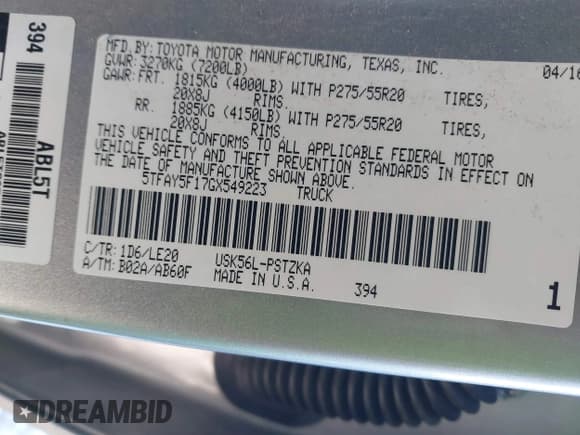 MFD.BY:TOYOTA MOTOR MANUFACTURING, TEXAS, INC. 04/16
GVWR:3270KG (7200LB)
GAWR:FRT. 1815KG (4000LB) WITH P275/55R20 TIRES,
20X8J RIMS.
RR. 1885KG (4150LB) WITH P275/55R20 TIRES,
20X8J RIMS.
THIS VEHICLE CONFORMS TO ALL APPLICABLE FEDERAL MOTOR
VEHICLE SAFETY AND THEFT PREVENTION STANDARDS IN EFFECT ON
THE DATE OF MANUFACTURE SHOWN ABOVE.
5TFAY5F17GX549223 TRUCK
C/TR:1D6/LE20 USK56L-PSTZKA
A/TM:B02A/AB60F MADE IN U.S.A. 394 1
394
ABL5T
DREAMBID